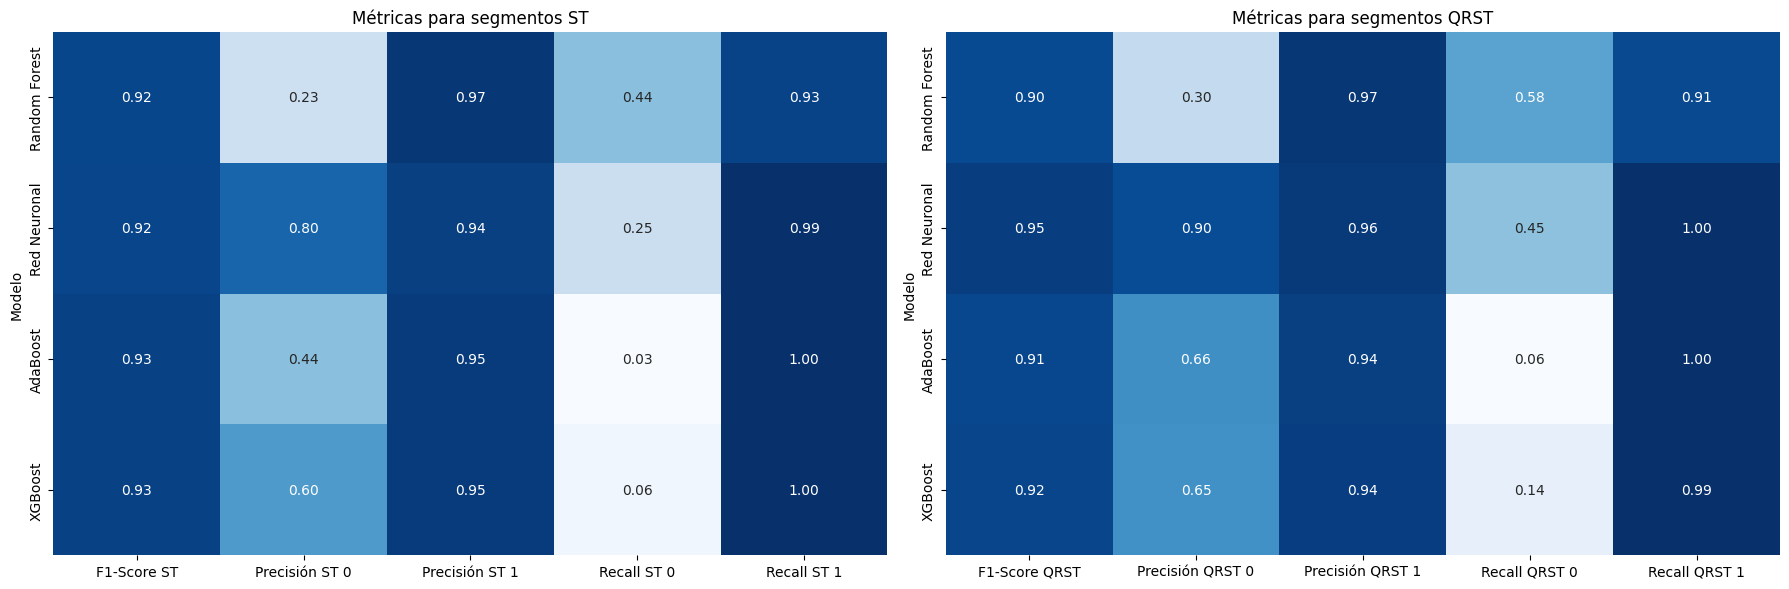 Métricas para segmentos ST
Modelo
Random Forest
0.92 0.23 0.97 0.44 0.93
Red Neuronal
0.92 0.80 0.94 0.25 0.99
AdaBoost
0.93 0.44 0.95 0.03 1.00
XGBoost
0.93 0.60 0.95 0.06 1.00
F1-Score ST Precisión ST 0 Precisión ST 1 Recall ST 0 Recall ST 1
Métricas para segmentos QRST
Modelo
Random Forest
0.90 0.30 0.97 0.58 0.91
Red Neuronal
0.95 0.90 0.96 0.45 1.00
AdaBoost
0.91 0.66 0.94 0.06 1.00
XGBoost
0.92 0.65 0.94 0.14 0.99
F1-Score QRST Precisión QRST 0 Precisión QRST 1 Recall QRST 0 Recall QRST 1